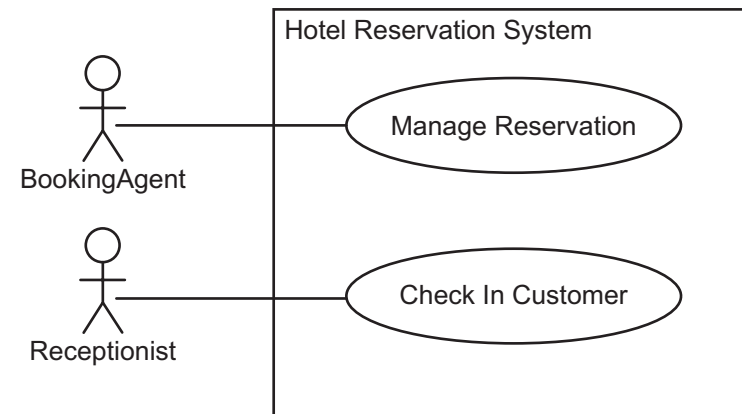 Hotel Reservation System
Manage Reservation
BookingAgent
Check In Customer
Receptionist